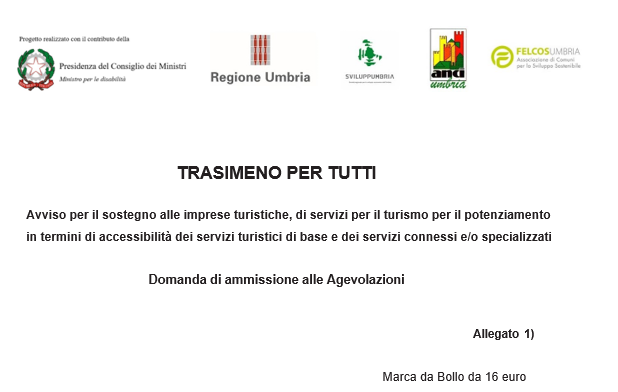 Progetto realizzato con il contributo della
Presidenza del Consiglio dei Ministri
Ministro per le disabilità
Regione Umbria
SVILUPPUMBRIA
anci
umbria
FELCOSUMBRIA
Associazione di Comuni
per lo Sviluppo Sostenibile
TRASIMENO PER TUTTI
Avviso per il sostegno alle imprese turistiche, di servizi per il turismo per il potenziamento
in termini di accessibilità dei servizi turistici di base e dei servizi connessi e/o specializzati
Domanda di ammissione alle Agevolazioni
Allegato 1)
Marca da Bollo da 16 euro